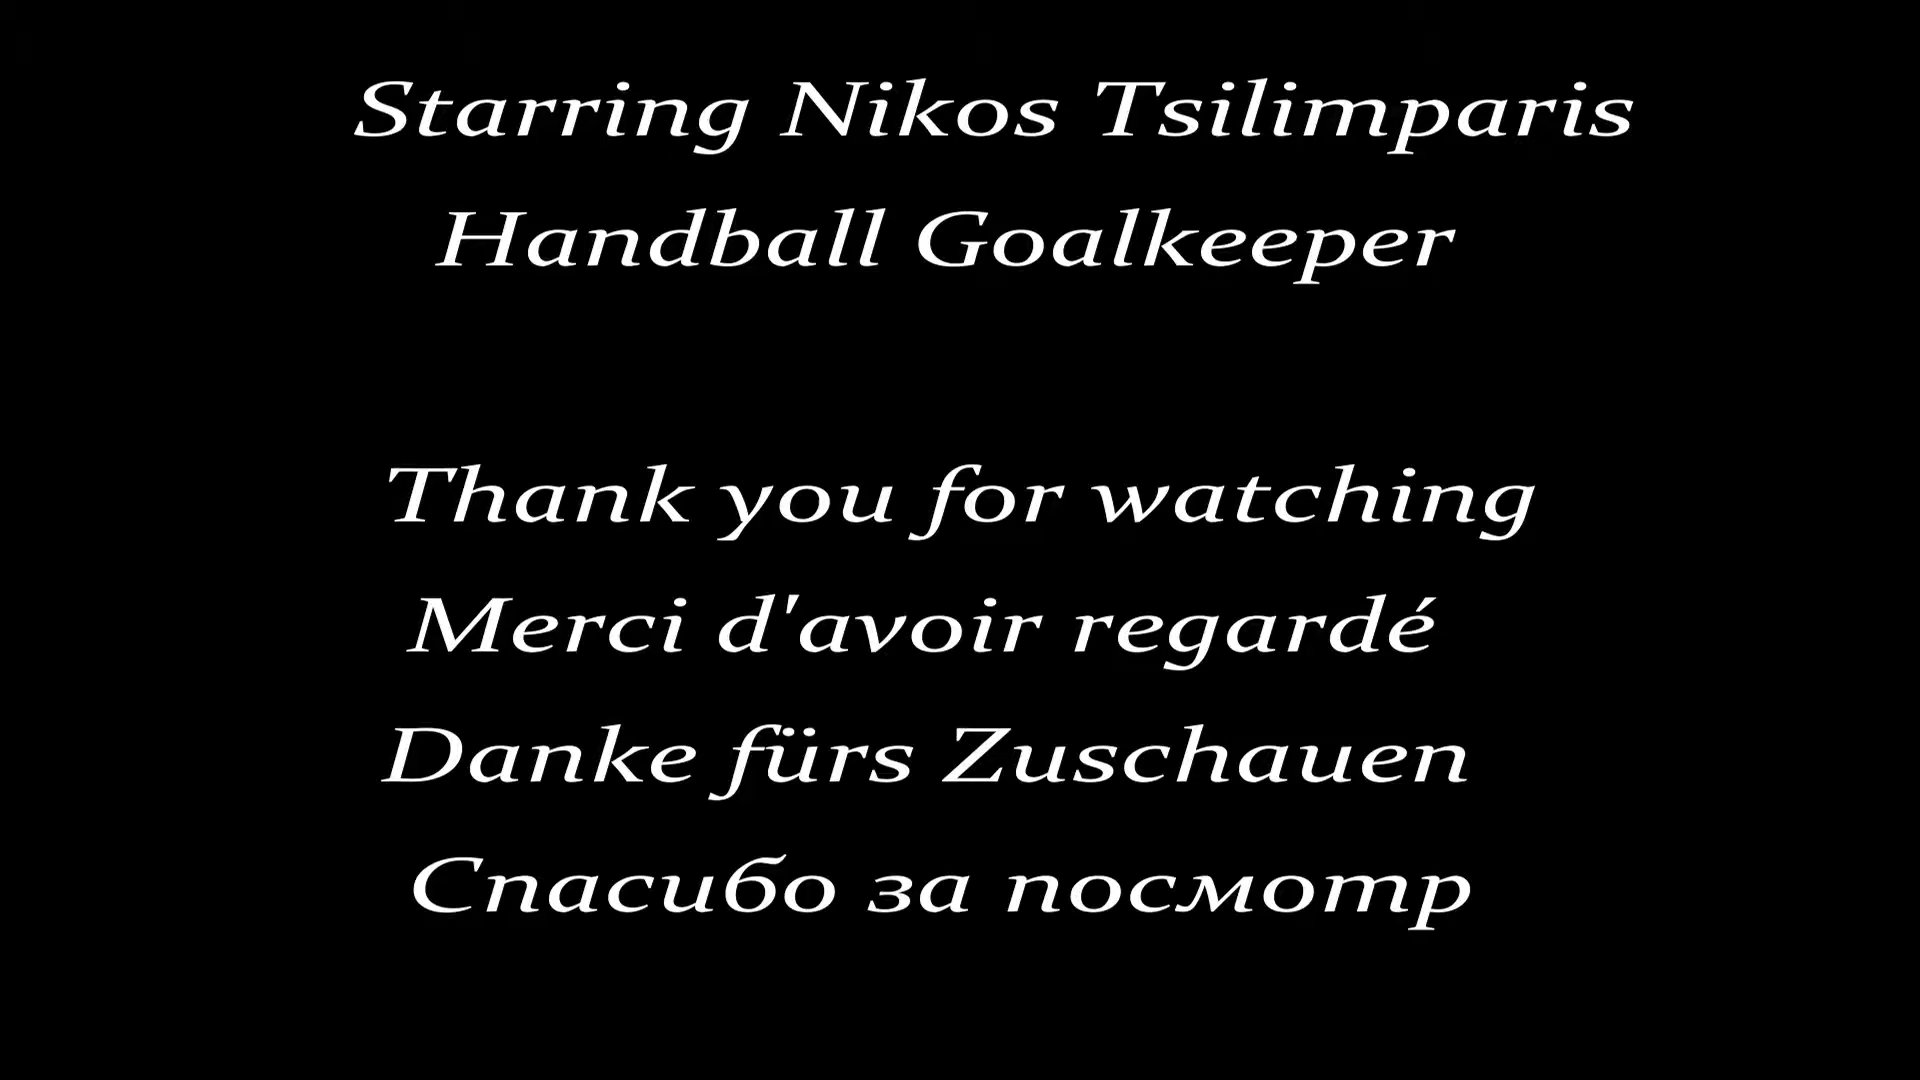 Starring Nikos Tsilimparis
Handball Goalkeeper
Thank you for watching
Merci d'avoir regardé
Danke fürs Zuschauen
Спасибо за посмотр